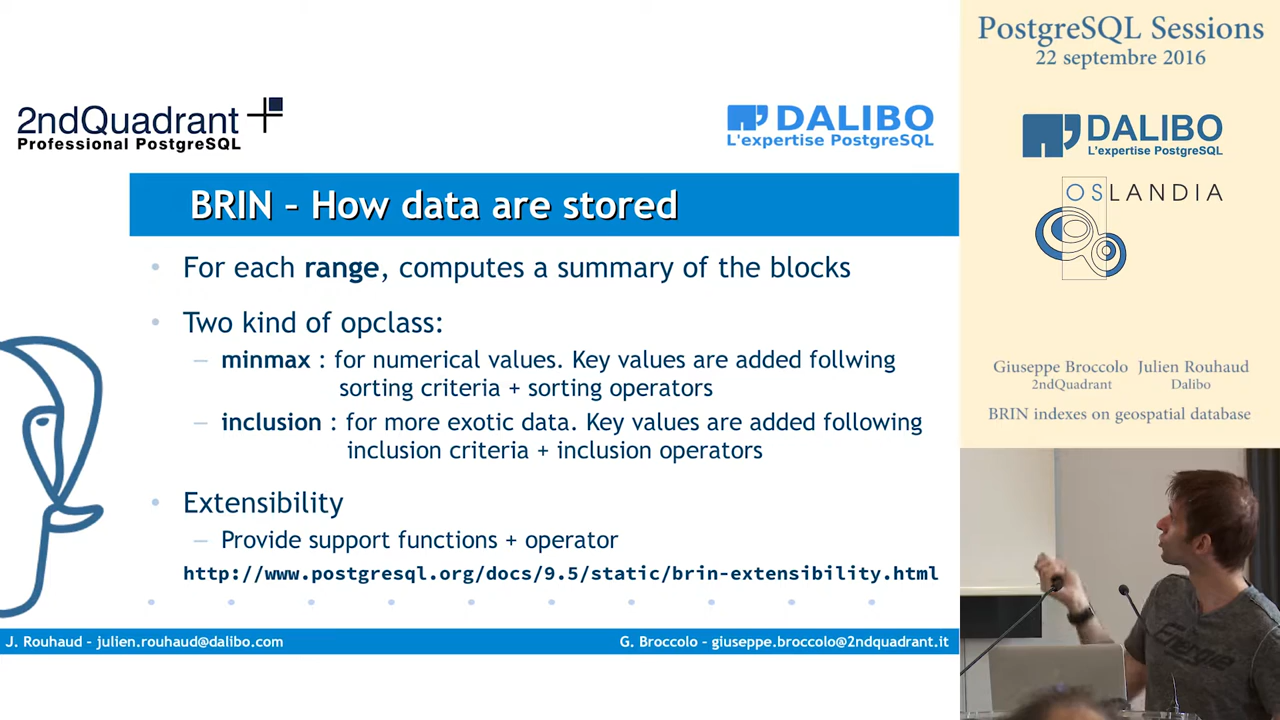 2ndQuadrant
Professional PostgreSQL
DALIBO
L'expertise PostgreSQL
BRIN – How data are stored
• For each range, computes a summary of the blocks
• Two kind of opclass:
– minmax : for numerical values. Key values are added follwing
sorting criteria + sorting operators
– inclusion : for more exotic data. Key values are added following
inclusion criteria + inclusion operators
• Extensibility
– Provide support functions + operator
http://www.postgresql.org/docs/9.5/static/brin-extensibility.html
J. Rouhaud – julien.rouhaud@dalibo.com
G. Broccolo – giuseppe.broccolo@2ndquadrant.it
PostgreSQL Sessions
22 septembre 2016
DALIBO
L'expertise PostgreSQL
OSLANDIA
Giuseppe Broccolo Julien Rouhaud
2ndQuadrant Dalibo
BRIN indexes on geospatial database